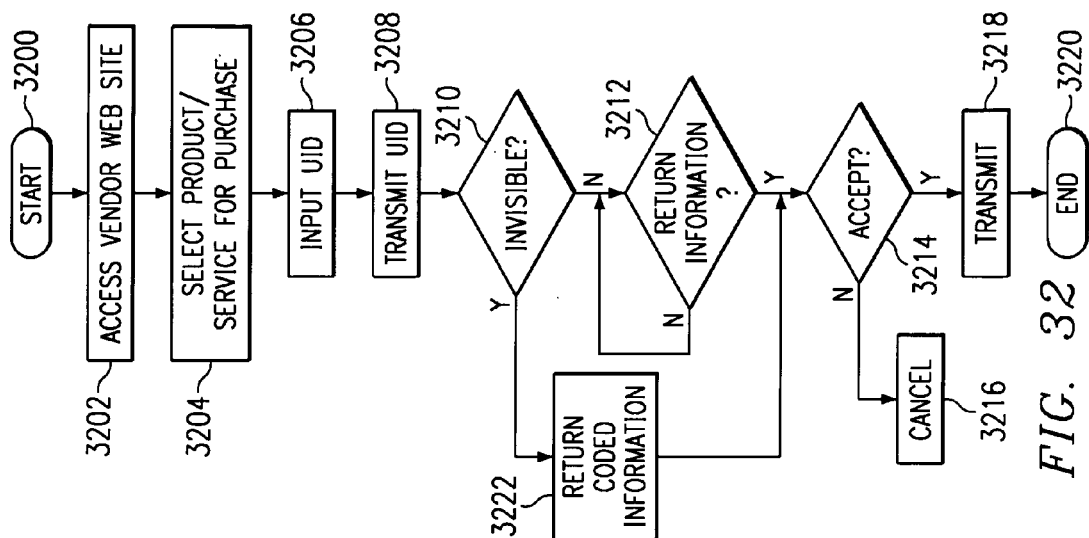 START
3200
ACCESS VENDOR WEB SITE
3202
SELECT PRODUCT/
SERVICE FOR PURCHASE
3204
INPUT UID
3206
TRANSMIT UID
3208
INVISIBLE?
3210
Y
N
RETURN
INFORMATION
?
3212
N
Y
RETURN
CODED
INFORMATION
3222
ACCEPT?
3214
N
Y
CANCEL
3216
TRANSMIT
3218
END
3220
FIG. 32